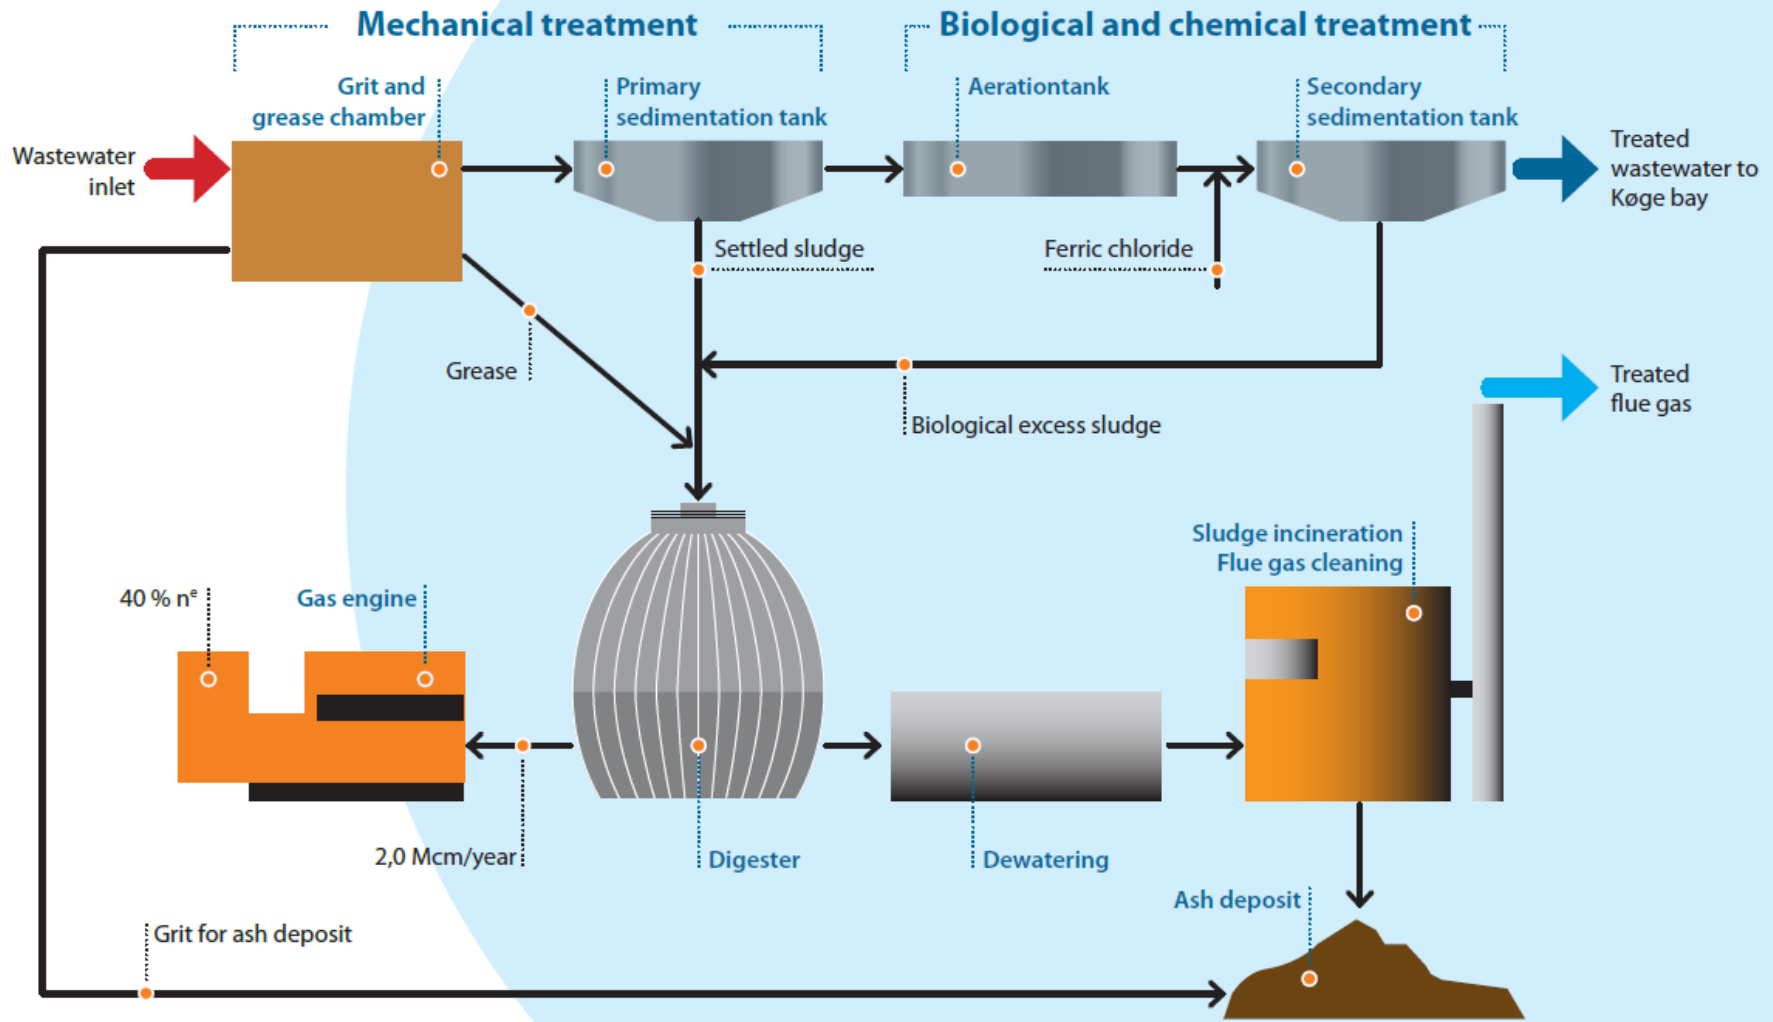 Mechanical treatment
Biological and chemical treatment
Grit and
grease chamber
Primary
sedimentation tank
Aerationtank
Secondary
sedimentation tank
Wastewater
inlet
Treated
wastewater to
Køge bay
Settled sludge
Ferric chloride
Grease
Biological excess sludge
Treated
flue gas
Sludge incineration
Flue gas cleaning
40 % nᵉ
Gas engine
2,0 Mcm/year
Digester
Dewatering
Ash deposit
Grit for ash deposit